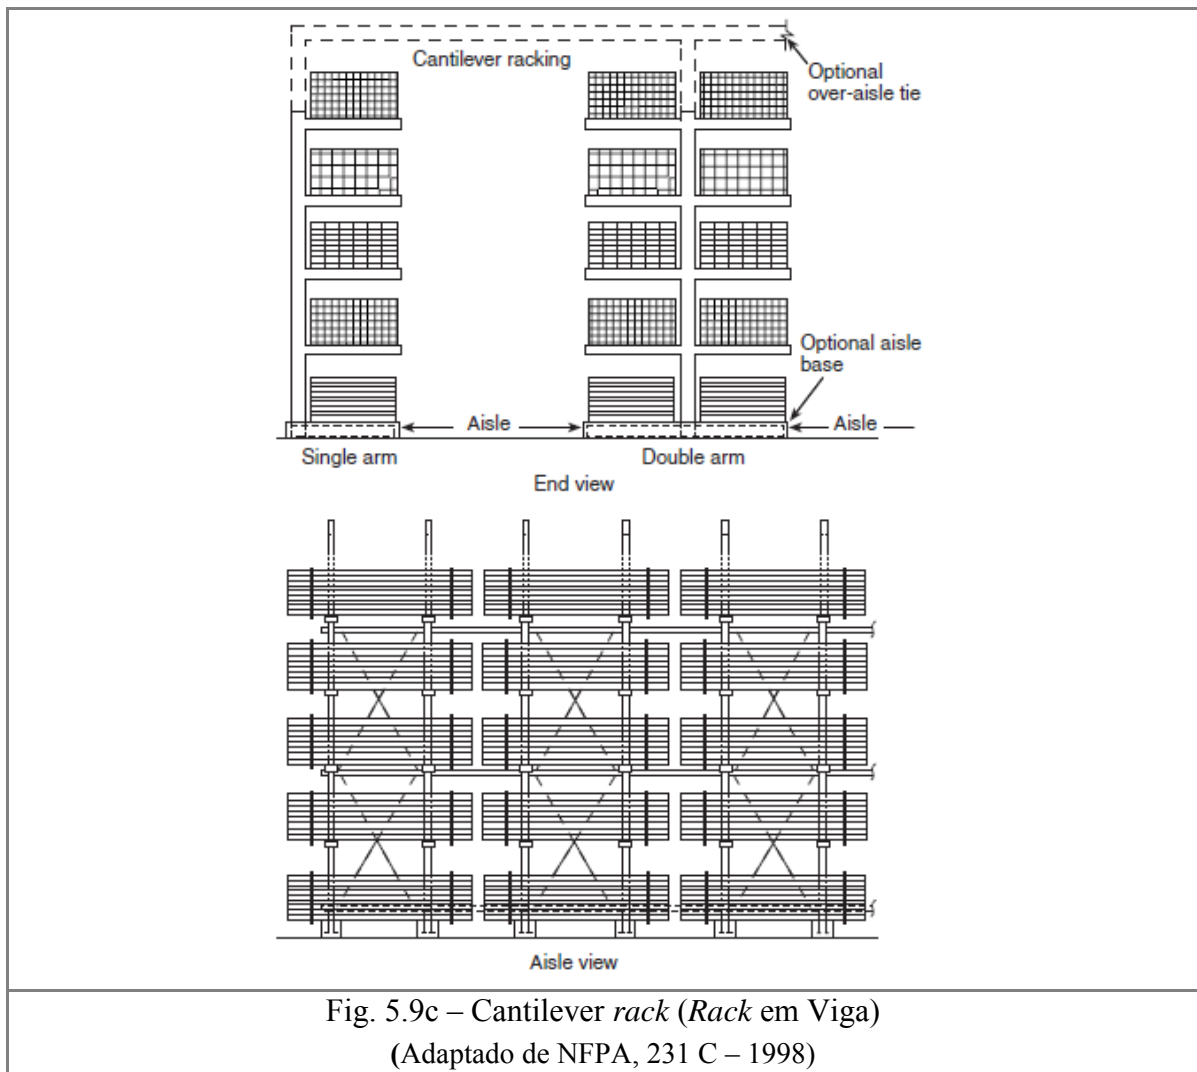 Cantilever racking
Optional
over-aisle tie
Optional aisle
base
Aisle
Aisle
Single arm
Double arm
End view
Aisle view
Fig. 5.9c – Cantilever rack (Rack em Viga)
(Adaptado de NFPA, 231 C – 1998)